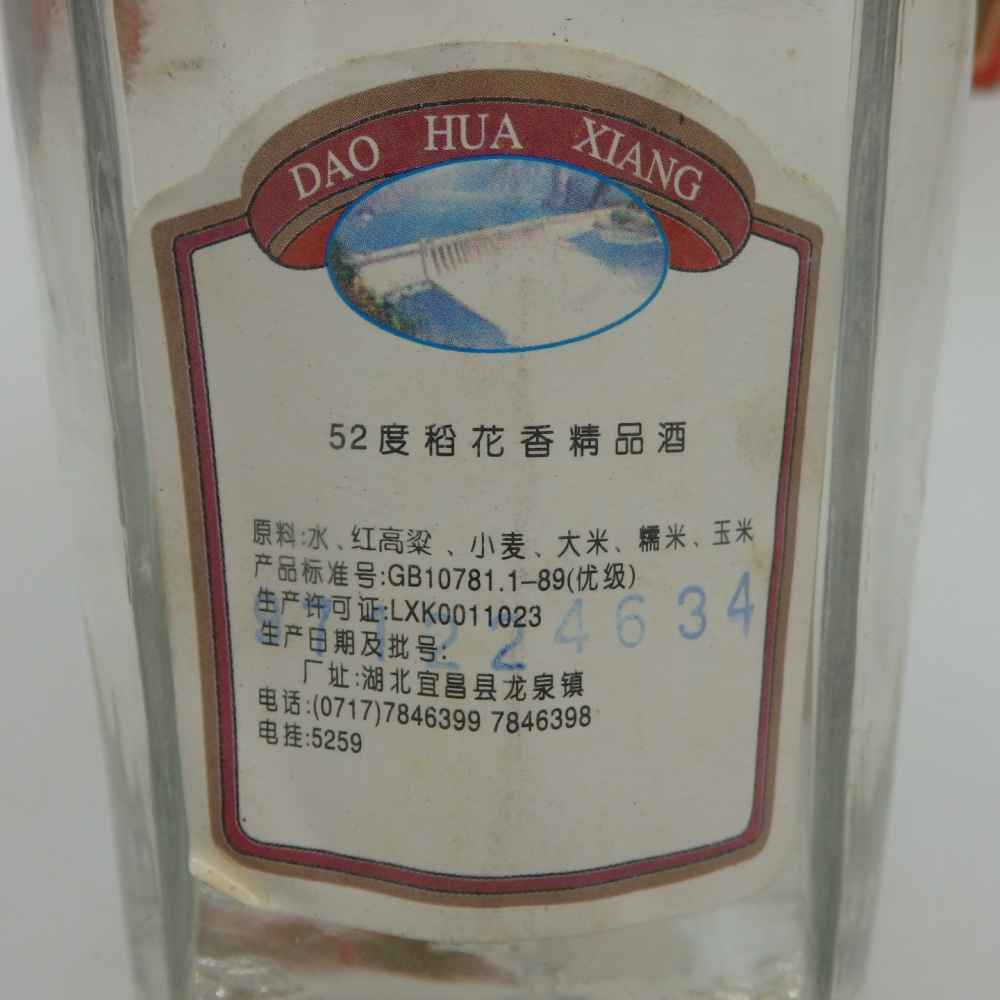 DAO HUA XIANG
52度稻花香精品酒
原料:水、红高粱、小麦、大米、糯米、玉米
产品标准号:GB10781.1-89(优级)
生产许可证:LXK0011023
971224634
生产日期及批号:
厂址:湖北宜昌县龙泉镇
电话:(0717)7846399 7846398
电挂:5259